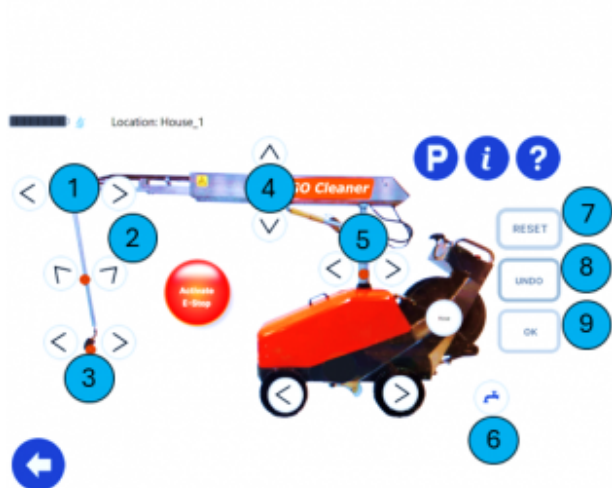 Location: House_1
P i ?
1
4
GO Cleaner
2
5
7
RESET
Activate
E-Stop
8
UNDO
9
OK
3
6